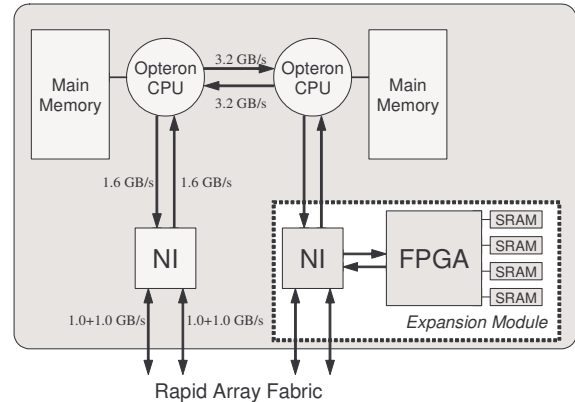 3.2 GB/s
Main
Memory
Opteron
CPU
Opteron
CPU
Main
Memory
3.2 GB/s
1.6 GB/s
1.6 GB/s
NI
NI
FPGA
SRAM
SRAM
SRAM
SRAM
1.0+1.0 GB/s
1.0+1.0 GB/s
Expansion Module
Rapid Array Fabric